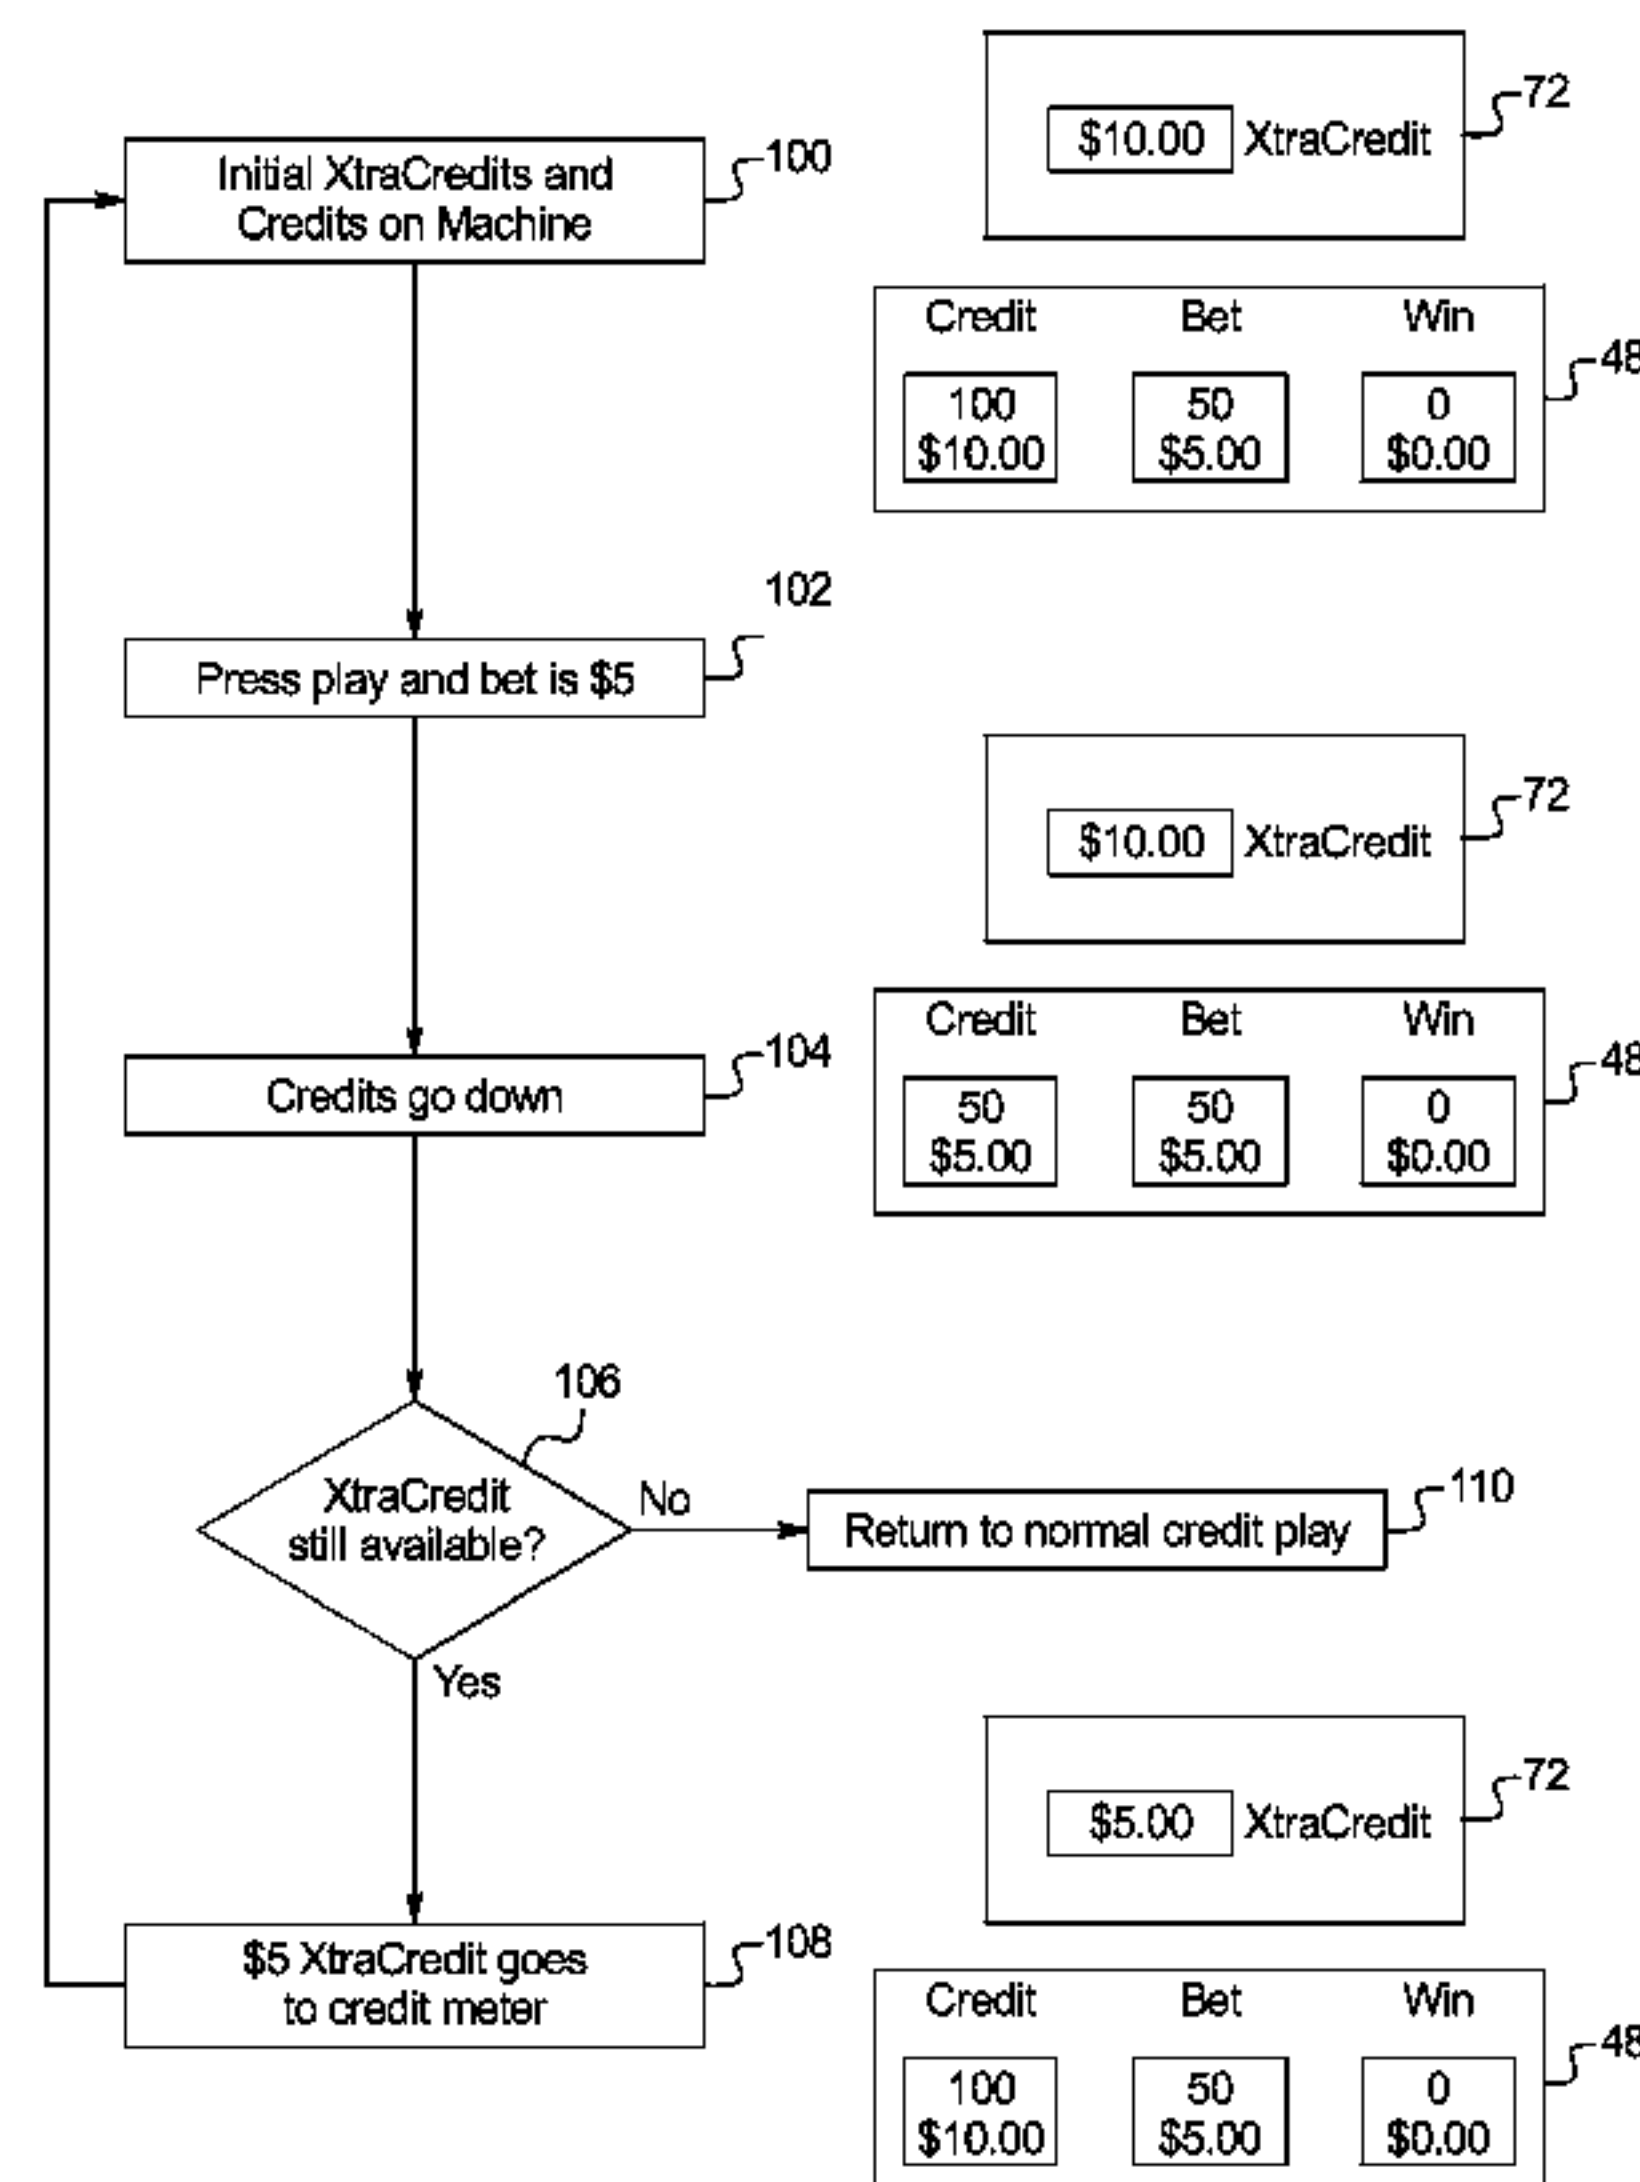 72
$10.00 XtraCredit
100
Initial XtraCredits and
Credits on Machine
Credit Bet Win
48
100 50 0
$10.00 $5.00 $0.00
102
Press play and bet is $5
72
$10.00 XtraCredit
104
Credits go down
Credit Bet Win
48
50 50 0
$5.00 $5.00 $0.00
106
XtraCredit
still available?
No
110
Return to normal credit play
Yes
72
$5.00 XtraCredit
108
$5 XtraCredit goes
to credit meter
Credit Bet Win
48
100 50 0
$10.00 $5.00 $0.00